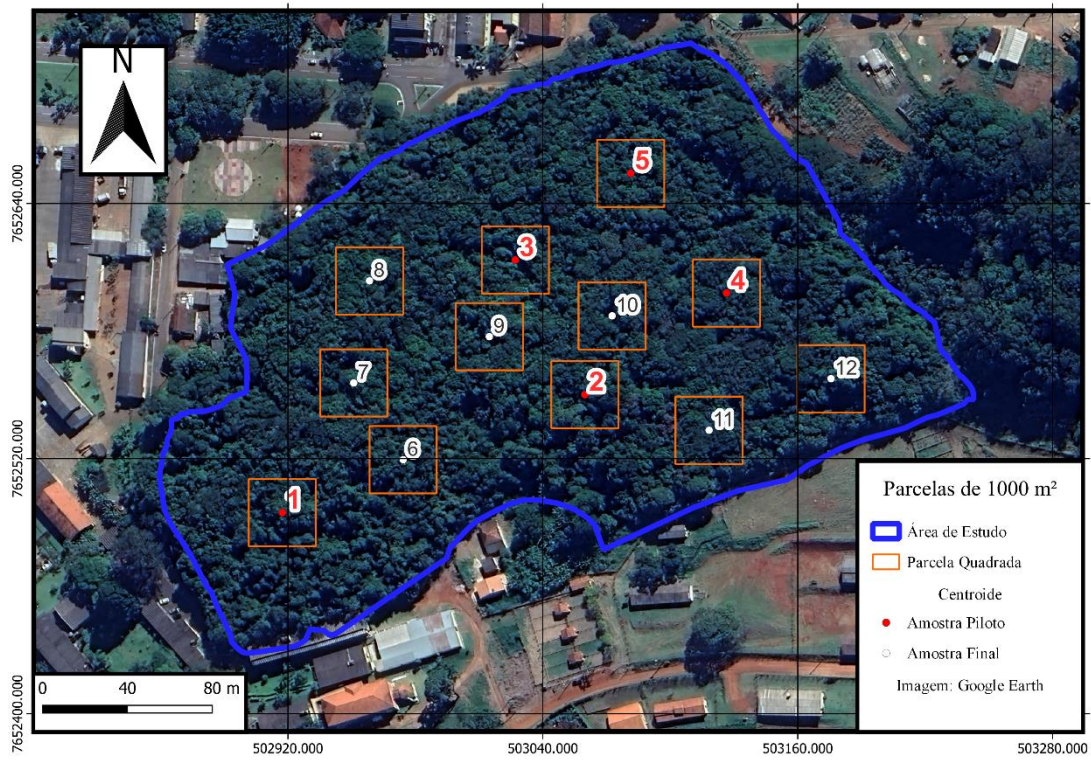 N
5
3
8
4
10
9
12
7
2
11
6
1
7652640.000
7652520.000
7652400.000
Parcelas de 1000 m²
Área de Estudo
Parcela Quadrada
Centroide
Amostra Piloto
Amostra Final
Imagem: Google Earth
0 40 80 m
502920.000 503040.000 503160.000 503280.000